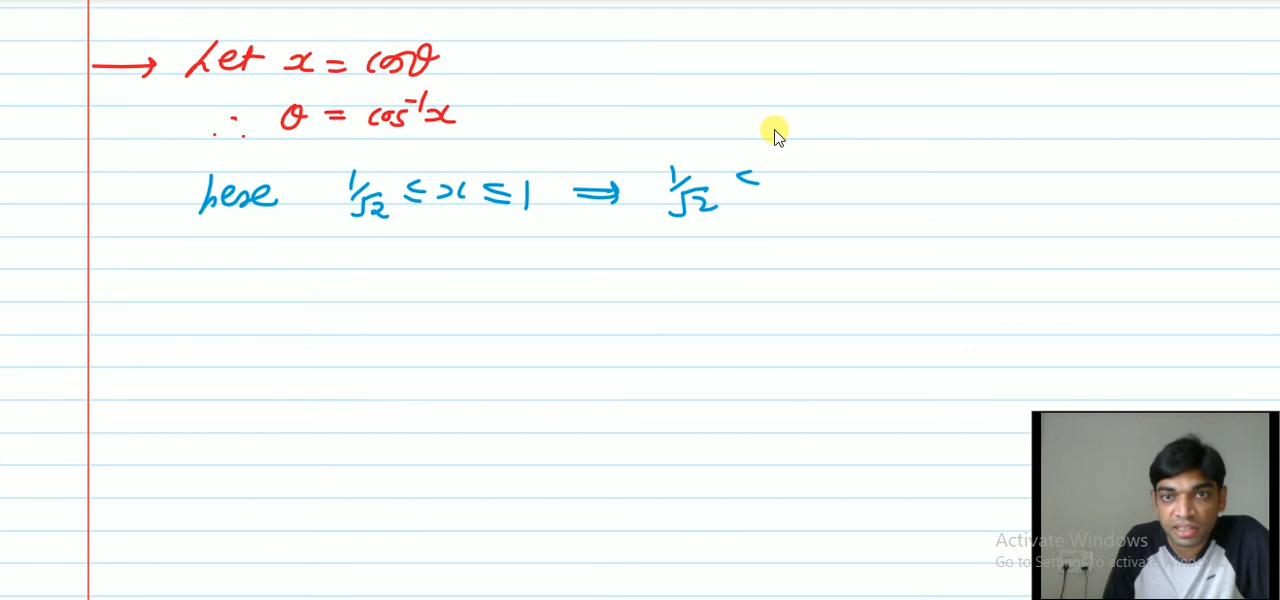 → Let x = cosθ
∴ θ = cos⁻¹x
here 1/√2 ≤ x ≤ 1 ⟹ 1/√2 <
Activate Windows
Go to Settings to activate Windows.